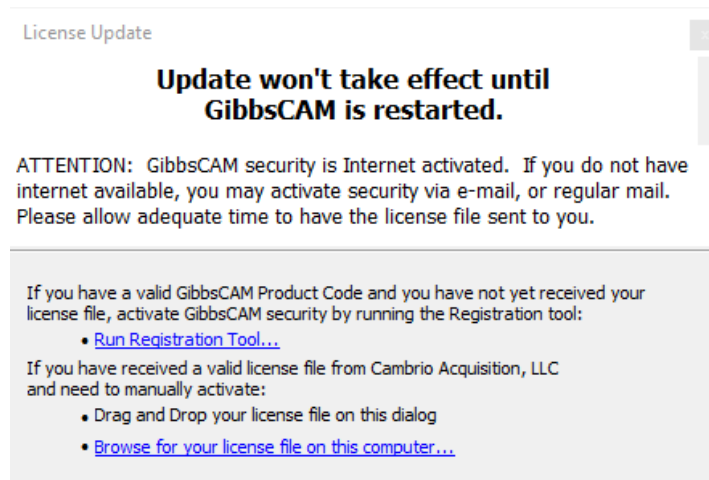 License Update
Update won't take effect until
GibbsCAM is restarted.
ATTENTION:  GibbsCAM security is Internet activated.  If you do not have
internet available, you may activate security via e-mail, or regular mail.
Please allow adequate time to have the license file sent to you.
If you have a valid GibbsCAM Product Code and you have not yet received your
license file, activate GibbsCAM security by running the Registration tool:
• Run Registration Tool...
If you have received a valid license file from Cambrio Acquisition, LLC
and need to manually activate:
• Drag and Drop your license file on this dialog
• Browse for your license file on this computer...